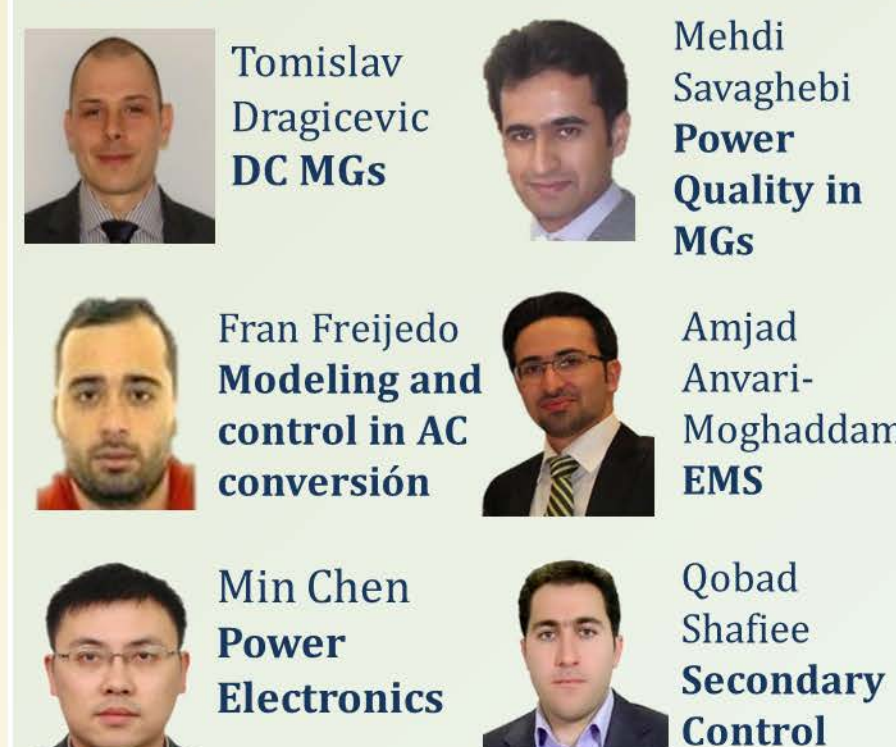 Tomislav
Dragicevic
DC MGs
Mehdi
Savaghebi
Power
Quality in
MGs
Fran Freijedo
Modeling and
control in AC
conversión
Amjad
Anvari-
Moghaddam
EMS
Min Chen
Power
Electronics
Qobad
Shafiee
Secondary
Control